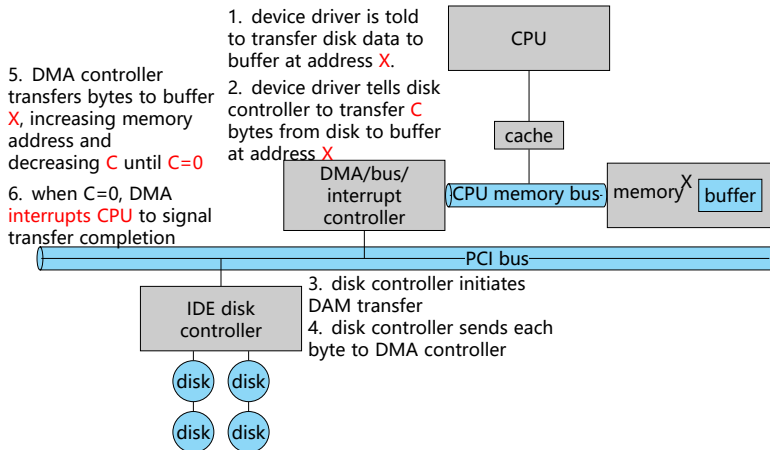 1. device driver is told
to transfer disk data to
buffer at address X.
2. device driver tells disk
controller to transfer C
bytes from disk to buffer
at address X
5. DMA controller
transfers bytes to buffer
X, increasing memory
address and
decreasing C until C=0
6. when C=0, DMA
interrupts CPU to signal
transfer completion
CPU
cache
DMA/bus/
interrupt
controller
CPU memory bus
memory
X
buffer
PCI bus
IDE disk
controller
3. disk controller initiates
DAM transfer
4. disk controller sends each
byte to DMA controller
disk
disk
disk
disk